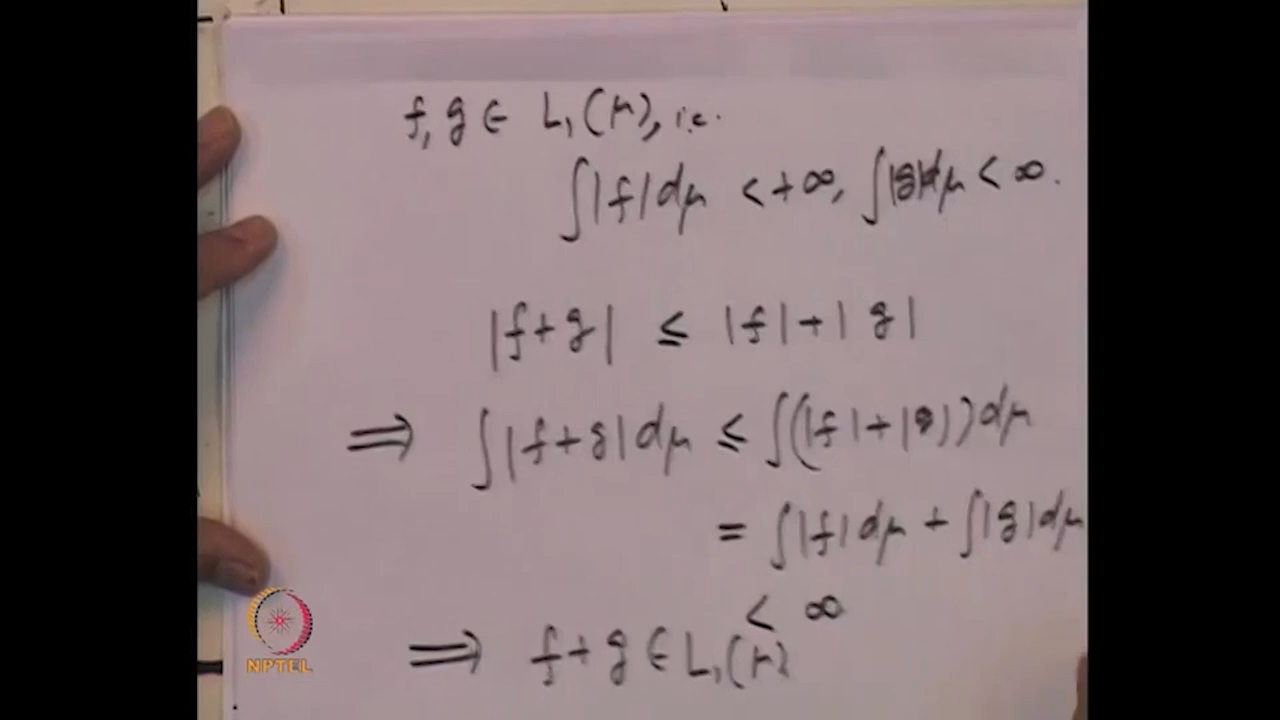 f, g ∈ L₁(μ), i.e.
∫|f|dμ < +∞, ∫|g|dμ < ∞.
|f+g| ≤ |f|+|g|
⟹ ∫|f+g|dμ ≤ ∫(|f|+|g|)dμ
= ∫|f|dμ + ∫|g|dμ
< ∞
⟹ f+g ∈ L₁(μ)
NPTEL